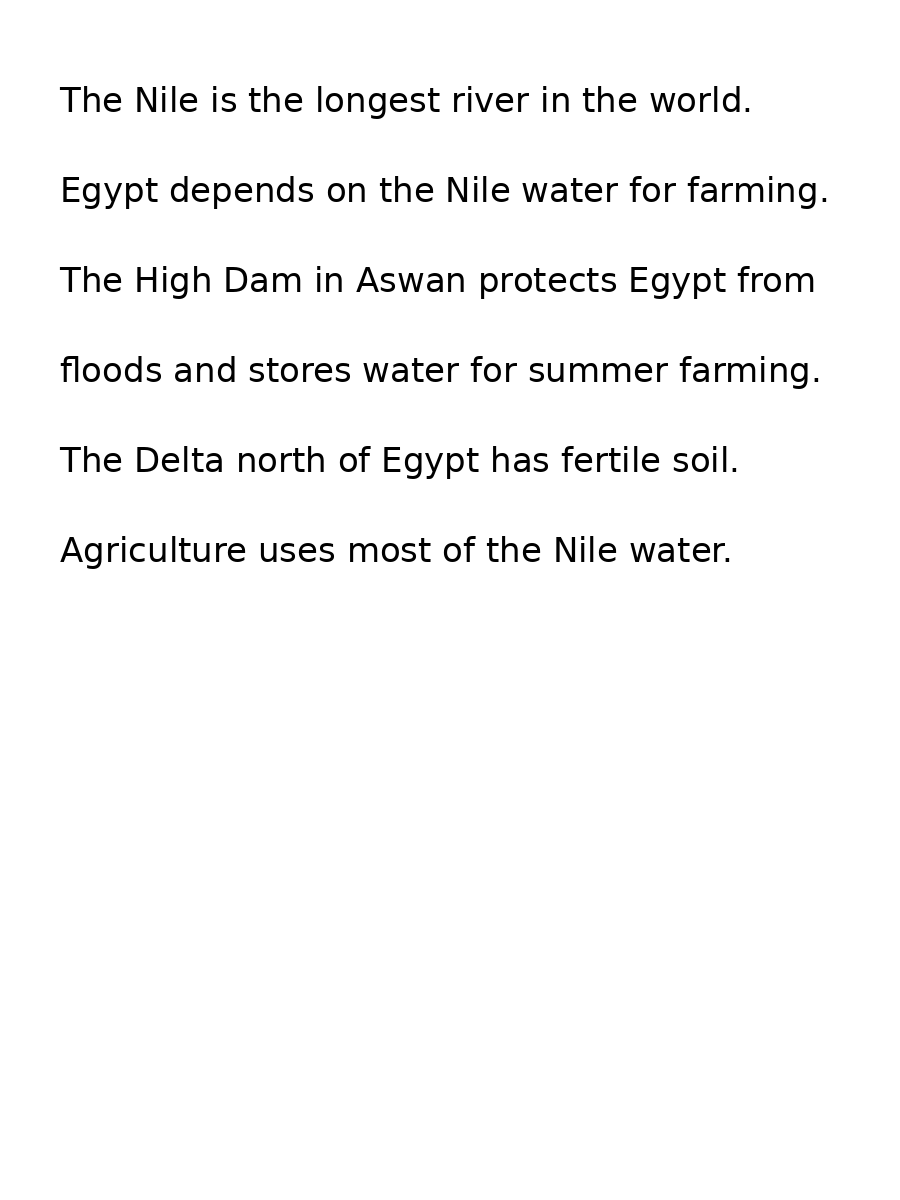 The Nile is the longest river in the world.
Egypt depends on the Nile water for farming.
The High Dam in Aswan protects Egypt from
floods and stores water for summer farming.
The Delta north of Egypt has fertile soil.
Agriculture uses most of the Nile water.